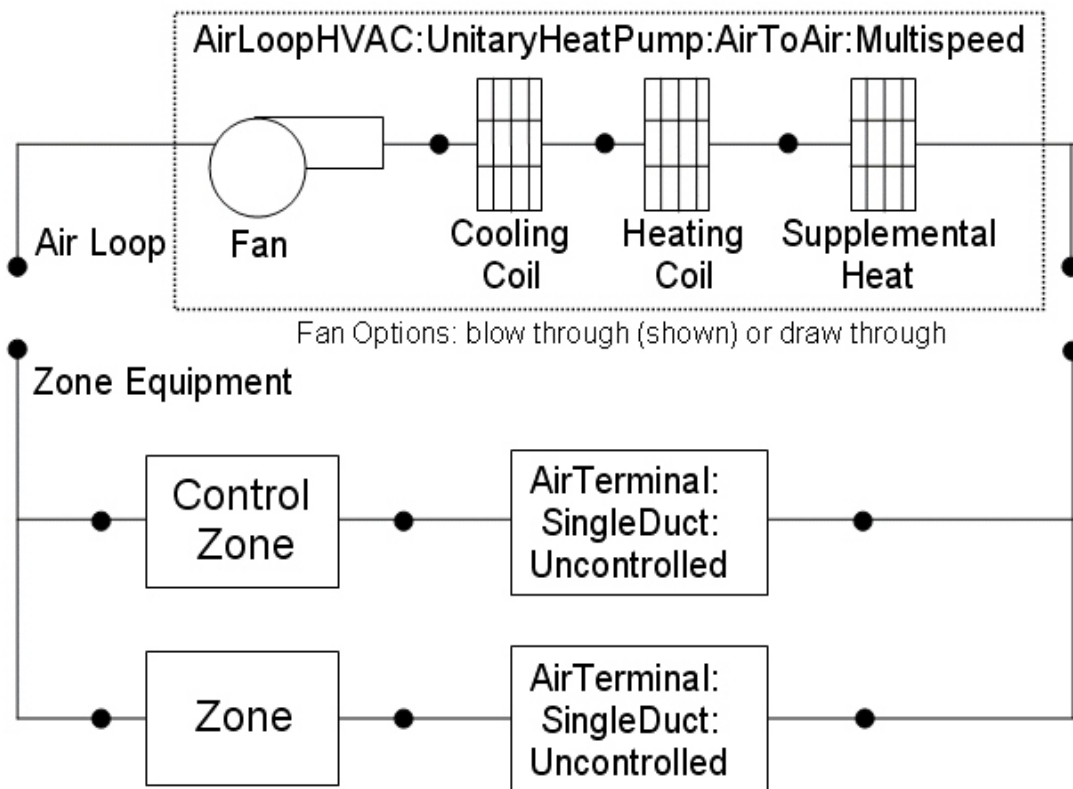 AirLoopHVAC:UnitaryHeatPump:AirToAir:Multispeed
Air Loop
Fan
Cooling
Coil
Heating
Coil
Supplemental
Heat
Fan Options: blow through (shown) or draw through
Zone Equipment
Control
Zone
AirTerminal:
SingleDuct:
Uncontrolled
Zone
AirTerminal:
SingleDuct:
Uncontrolled